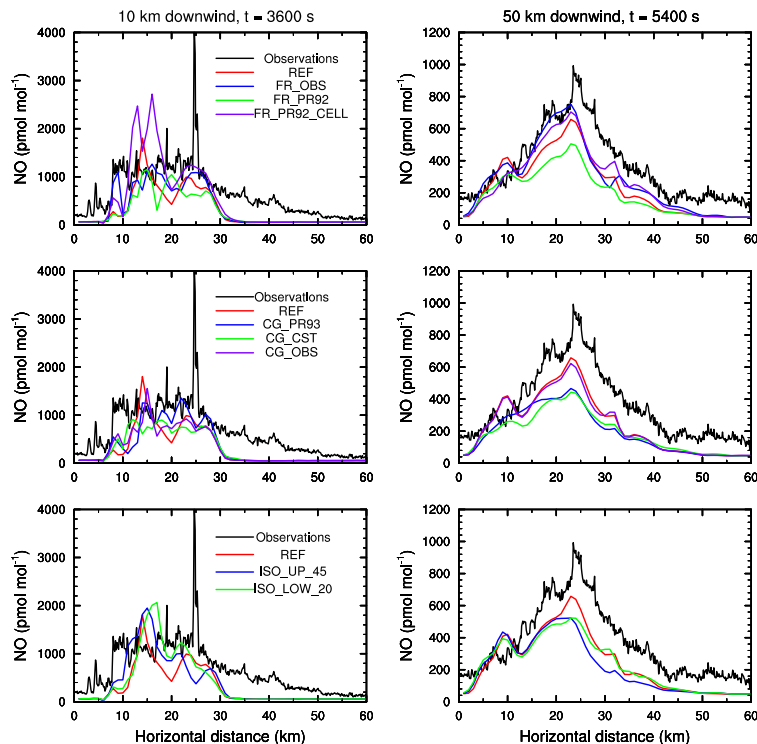 10 km downwind, t = 3600 s
50 km downwind, t = 5400 s
NO (pmol mol⁻¹)
4000
3000
2000
1000
0
Observations
REF
FR_OBS
FR_PR92
FR_PR92_CELL
0 10 20 30 40 50 60
NO (pmol mol⁻¹)
1200
1000
800
600
400
200
0
0 10 20 30 40 50 60
NO (pmol mol⁻¹)
4000
3000
2000
1000
0
Observations
REF
CG_PR93
CG_CST
CG_OBS
0 10 20 30 40 50 60
NO (pmol mol⁻¹)
1200
1000
800
600
400
200
0
0 10 20 30 40 50 60
NO (pmol mol⁻¹)
4000
3000
2000
1000
0
Observations
REF
ISO_UP_45
ISO_LOW_20
0 10 20 30 40 50 60
Horizontal distance (km)
NO (pmol mol⁻¹)
1200
1000
800
600
400
200
0
0 10 20 30 40 50 60
Horizontal distance (km)